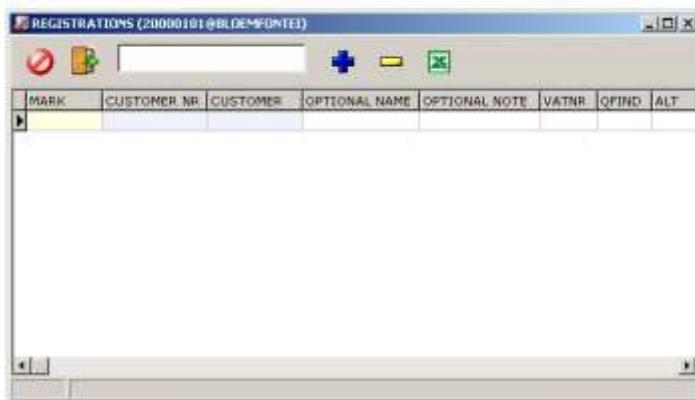 REGISTRATIONS (20000101@BLOEMFONTEI)
MARK CUSTOMER NR CUSTOMER OPTIONAL NAME OPTIONAL NOTE VATNR QFIND ALT